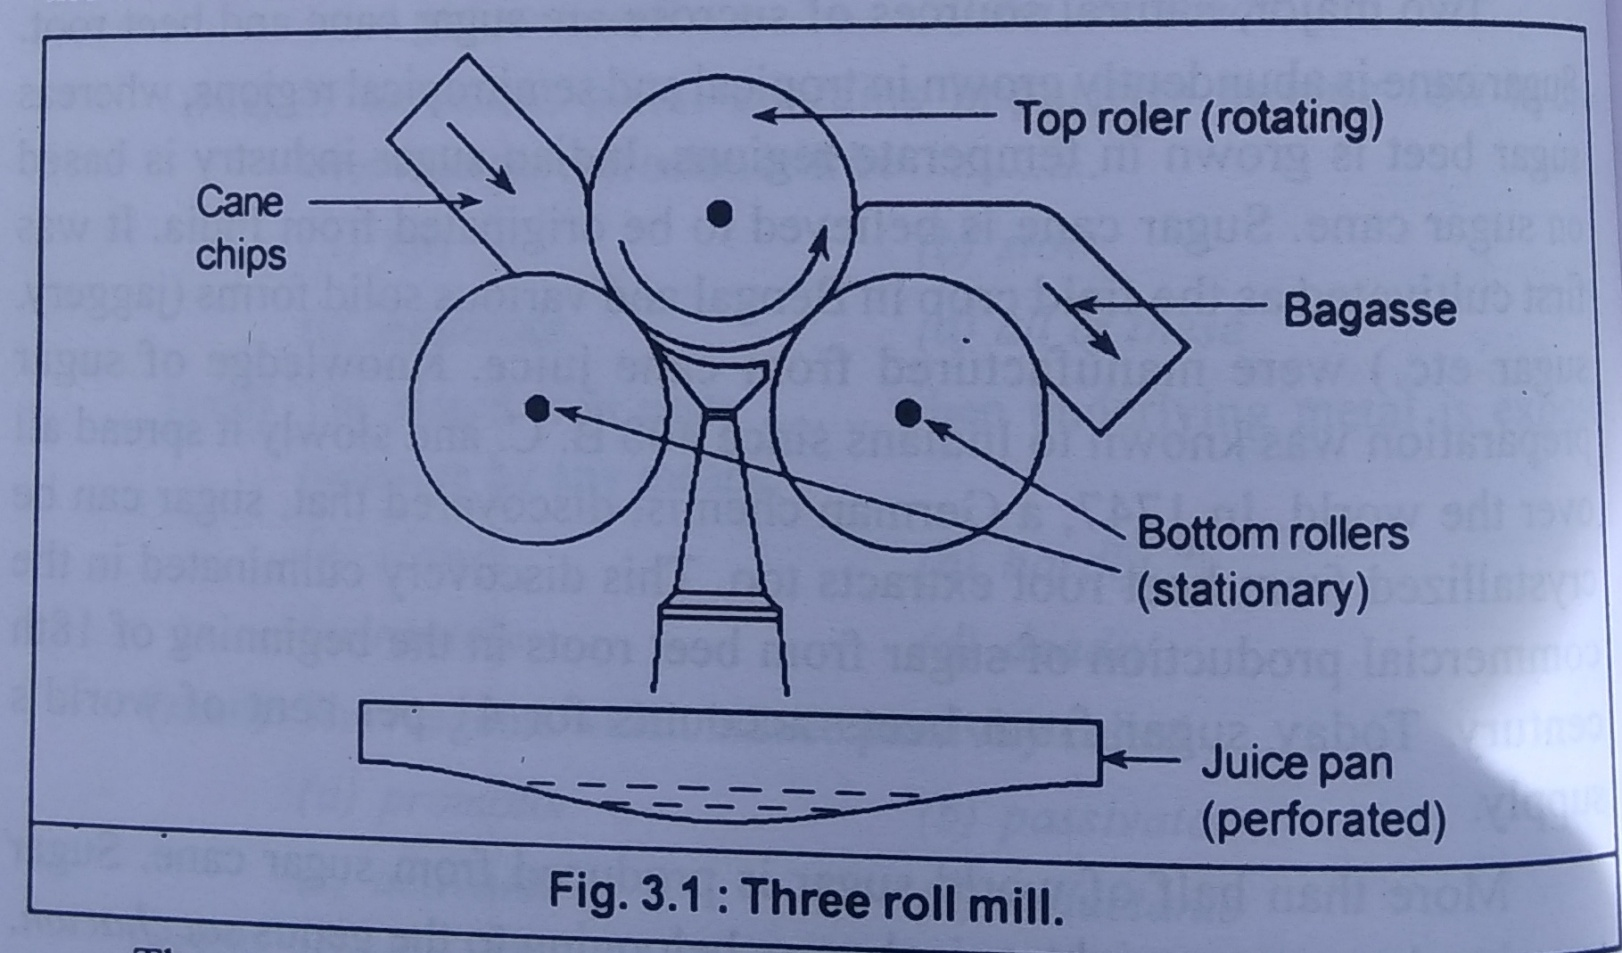 Top roler (rotating)
Cane
chips
Bagasse
Bottom rollers
(stationary)
Juice pan
(perforated)
Fig. 3.1 : Three roll mill.